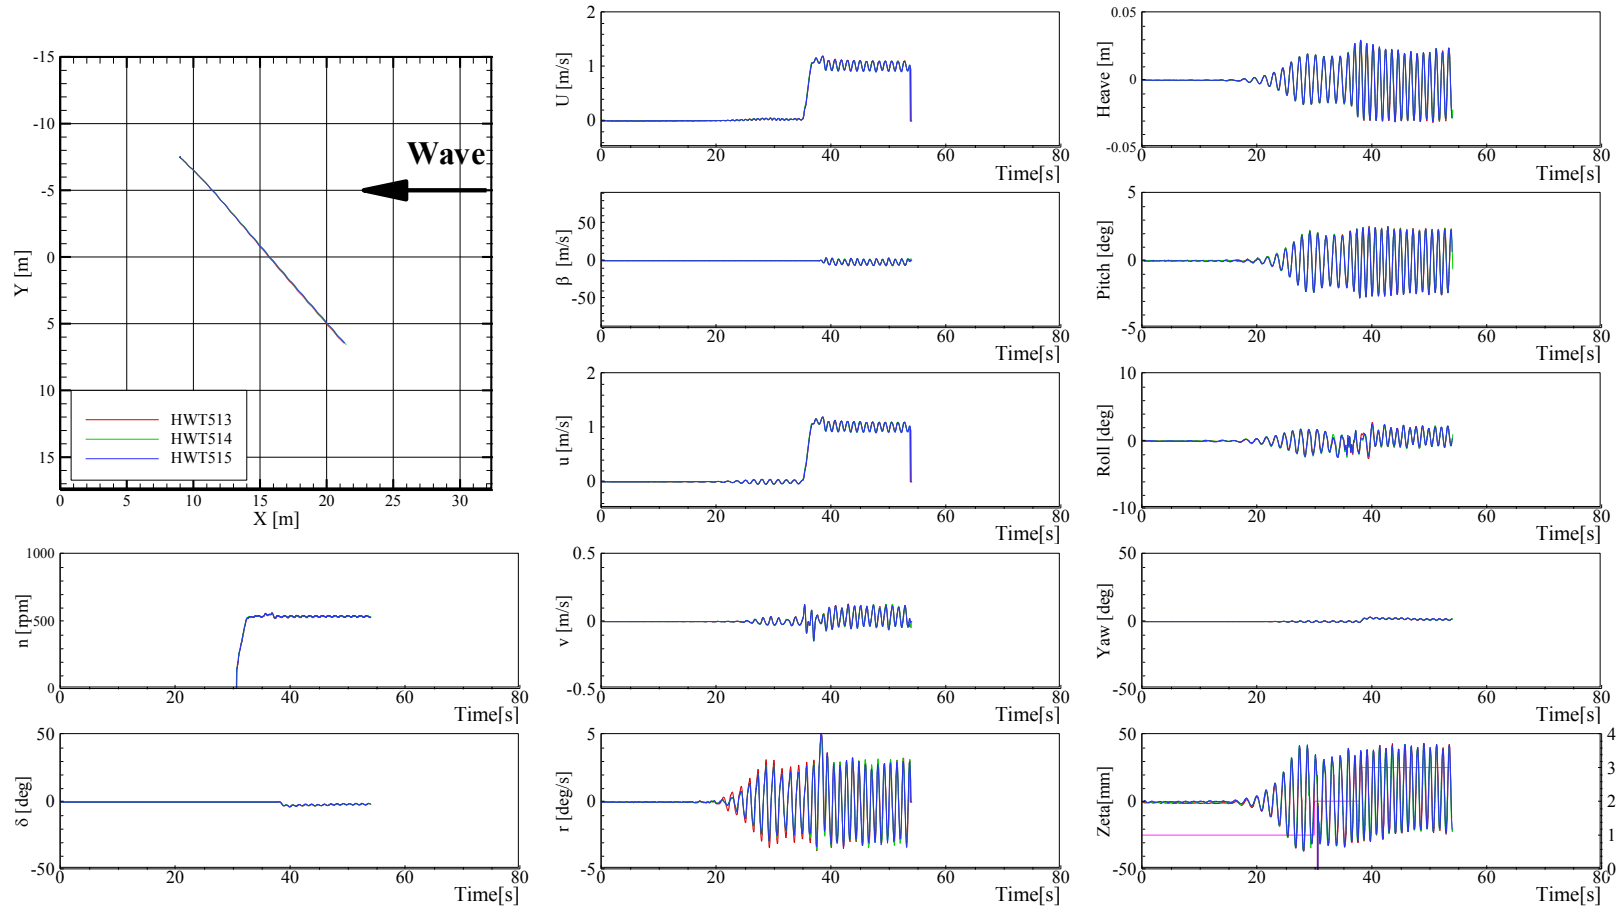 -15
-10
-5
0
5
10
15
Y [m]
Wave
HWT513
HWT514
HWT515
0 5 10 15 20 25 30
X [m]
2
1
0
U [m/s]
0 20 40 60 80
Time[s]
0.05
0
-0.05
Heave [m]
0 20 40 60 80
Time[s]
50
0
-50
β [m/s]
0 20 40 60 80
Time[s]
5
0
-5
Pitch [deg]
0 20 40 60 80
Time[s]
2
1
0
u [m/s]
0 20 40 60 80
Time[s]
10
0
-10
Roll [deg]
0 20 40 60 80
Time[s]
1000
500
0
n [rpm]
0 20 40 60 80
Time[s]
0.5
0
-0.5
v [m/s]
0 20 40 60 80
Time[s]
50
0
-50
Yaw [deg]
0 20 40 60 80
Time[s]
50
0
-50
δ [deg]
0 20 40 60 80
Time[s]
5
0
-5
r [deg/s]
0 20 40 60 80
Time[s]
50
0
-50
Zeta[mm]
4
3
2
1
0
0 20 40 60 80
Time[s]